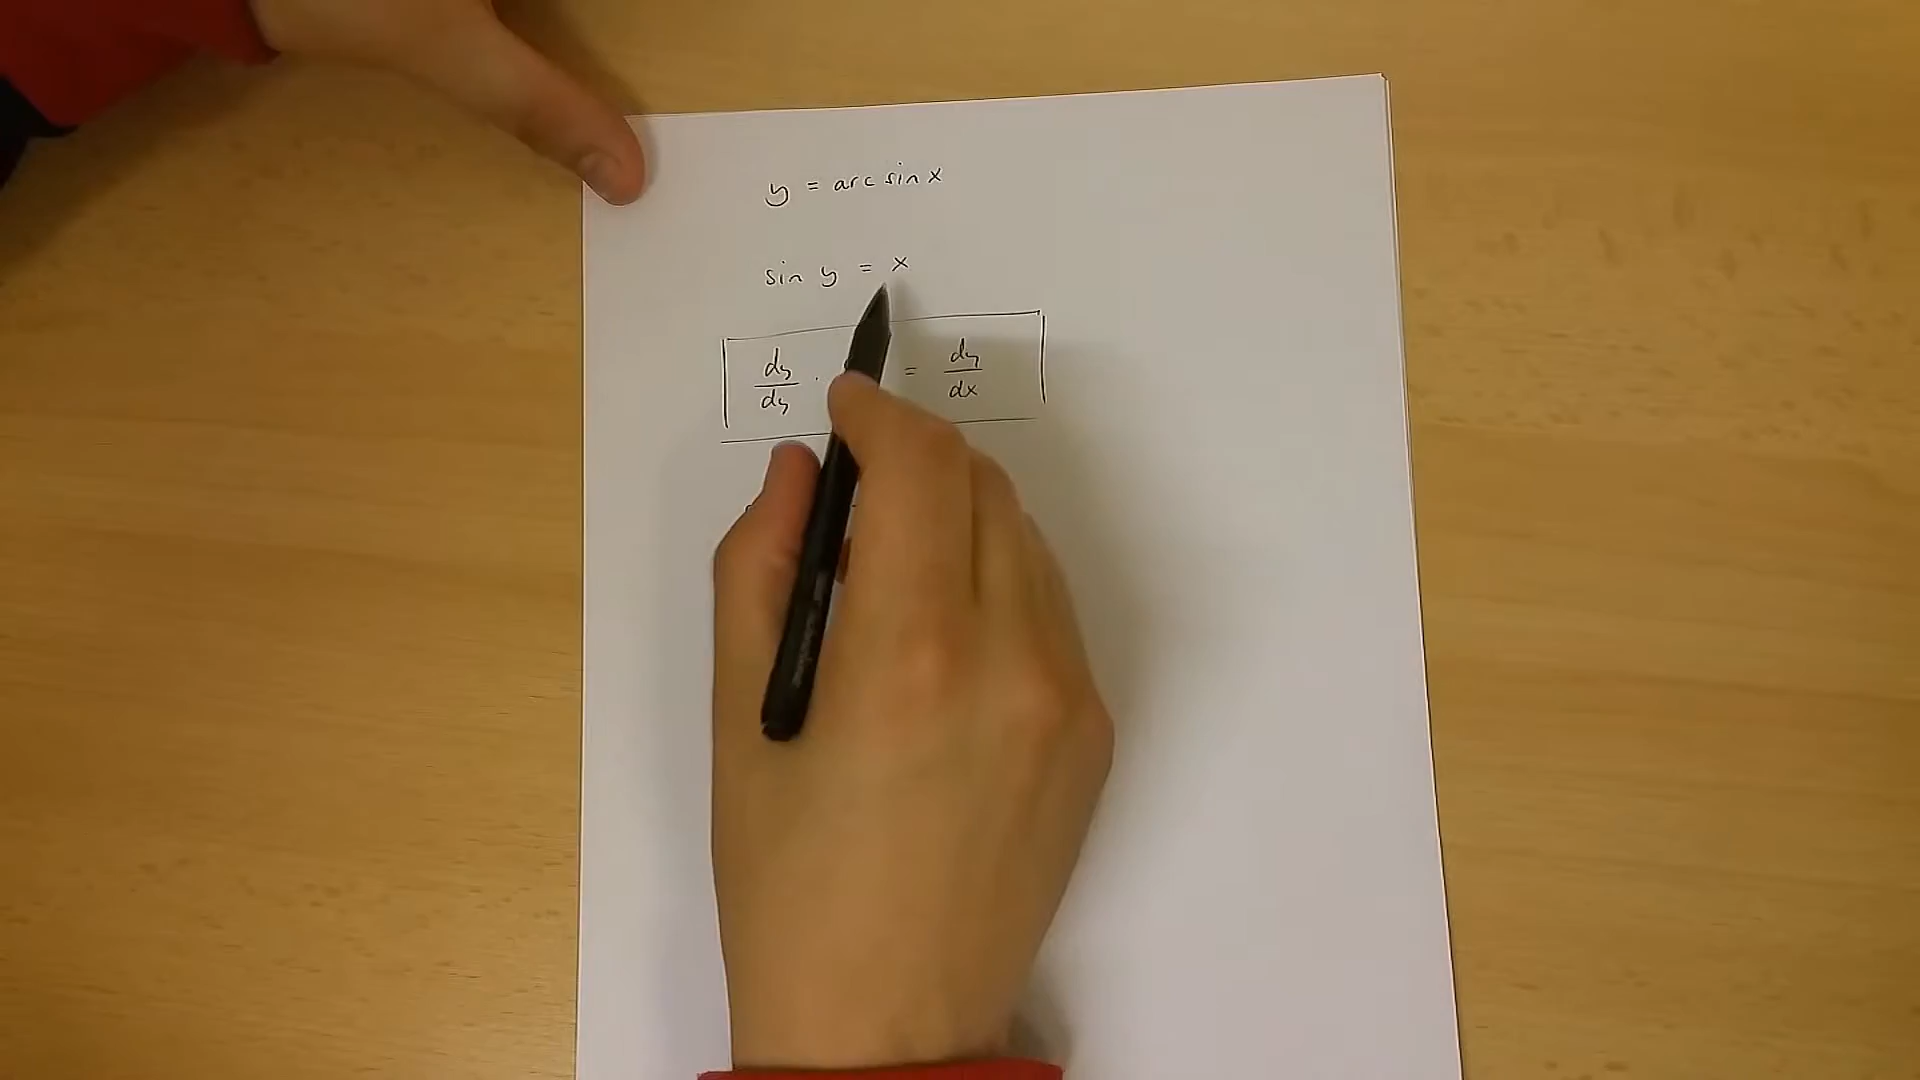 y = arc sin x
sin y = x
dy/dy · = dy/dx